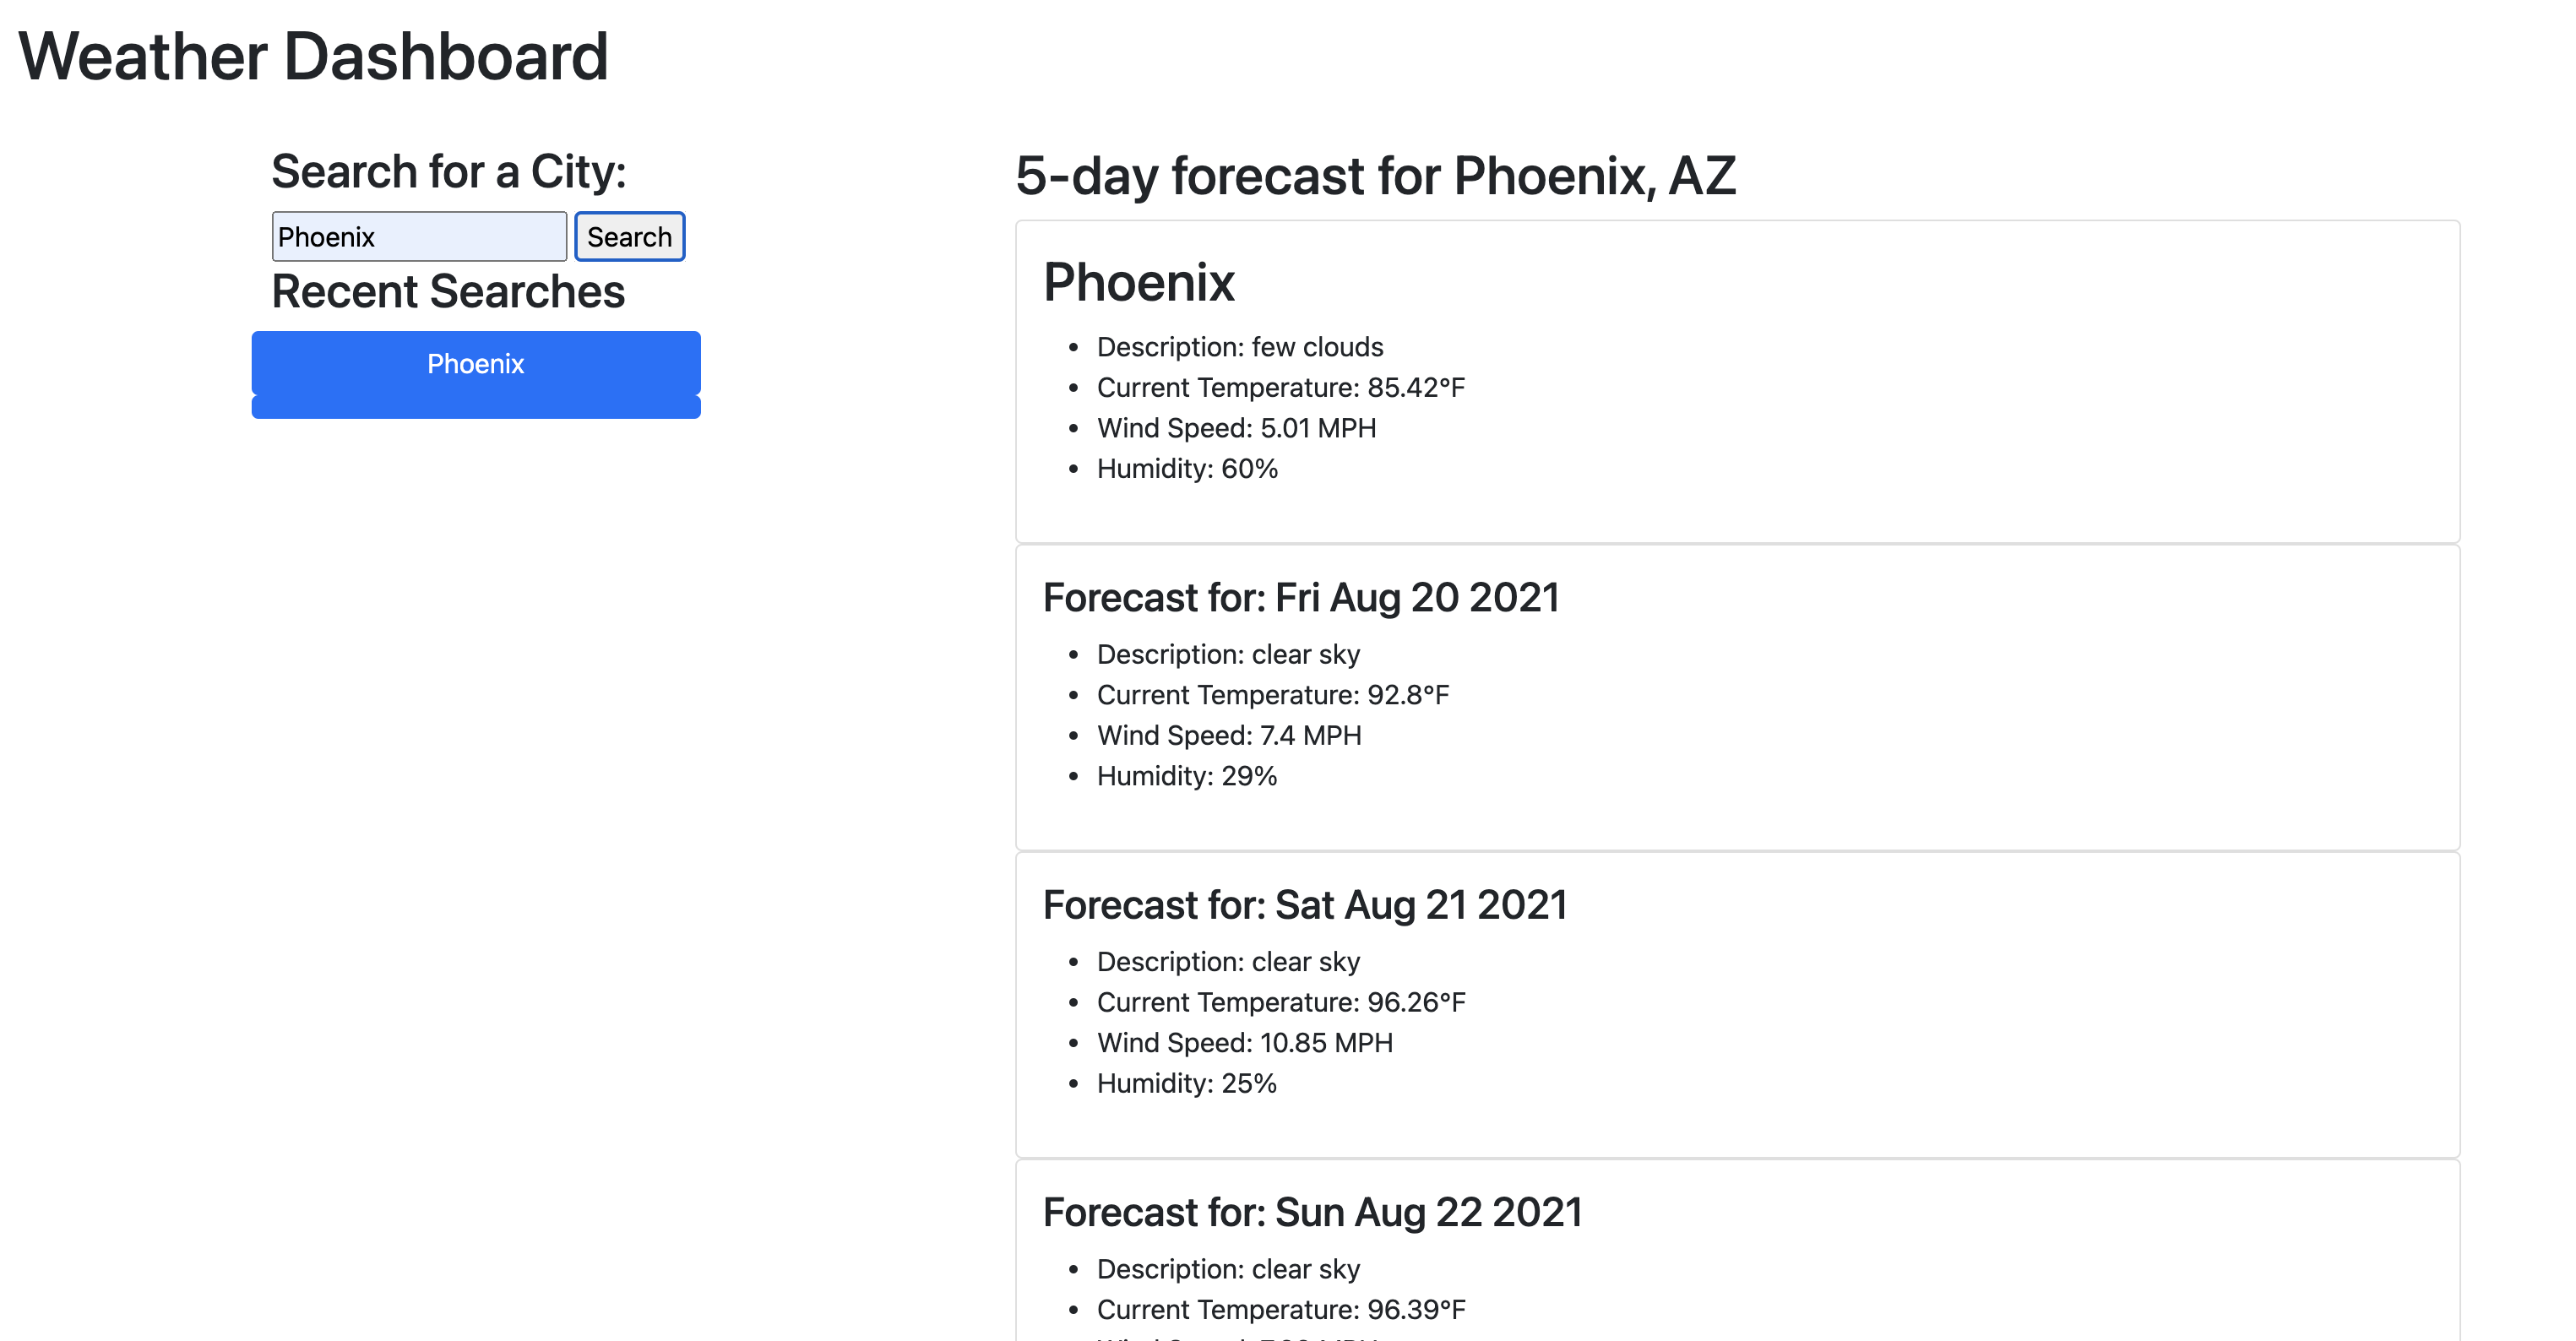 Weather Dashboard
Search for a City:
Phoenix Search
Recent Searches
Phoenix
5-day forecast for Phoenix, AZ
Phoenix
Description: few clouds
Current Temperature: 85.42°F
Wind Speed: 5.01 MPH
Humidity: 60%
Forecast for: Fri Aug 20 2021
Description: clear sky
Current Temperature: 92.8°F
Wind Speed: 7.4 MPH
Humidity: 29%
Forecast for: Sat Aug 21 2021
Description: clear sky
Current Temperature: 96.26°F
Wind Speed: 10.85 MPH
Humidity: 25%
Forecast for: Sun Aug 22 2021
Description: clear sky
Current Temperature: 96.39°F